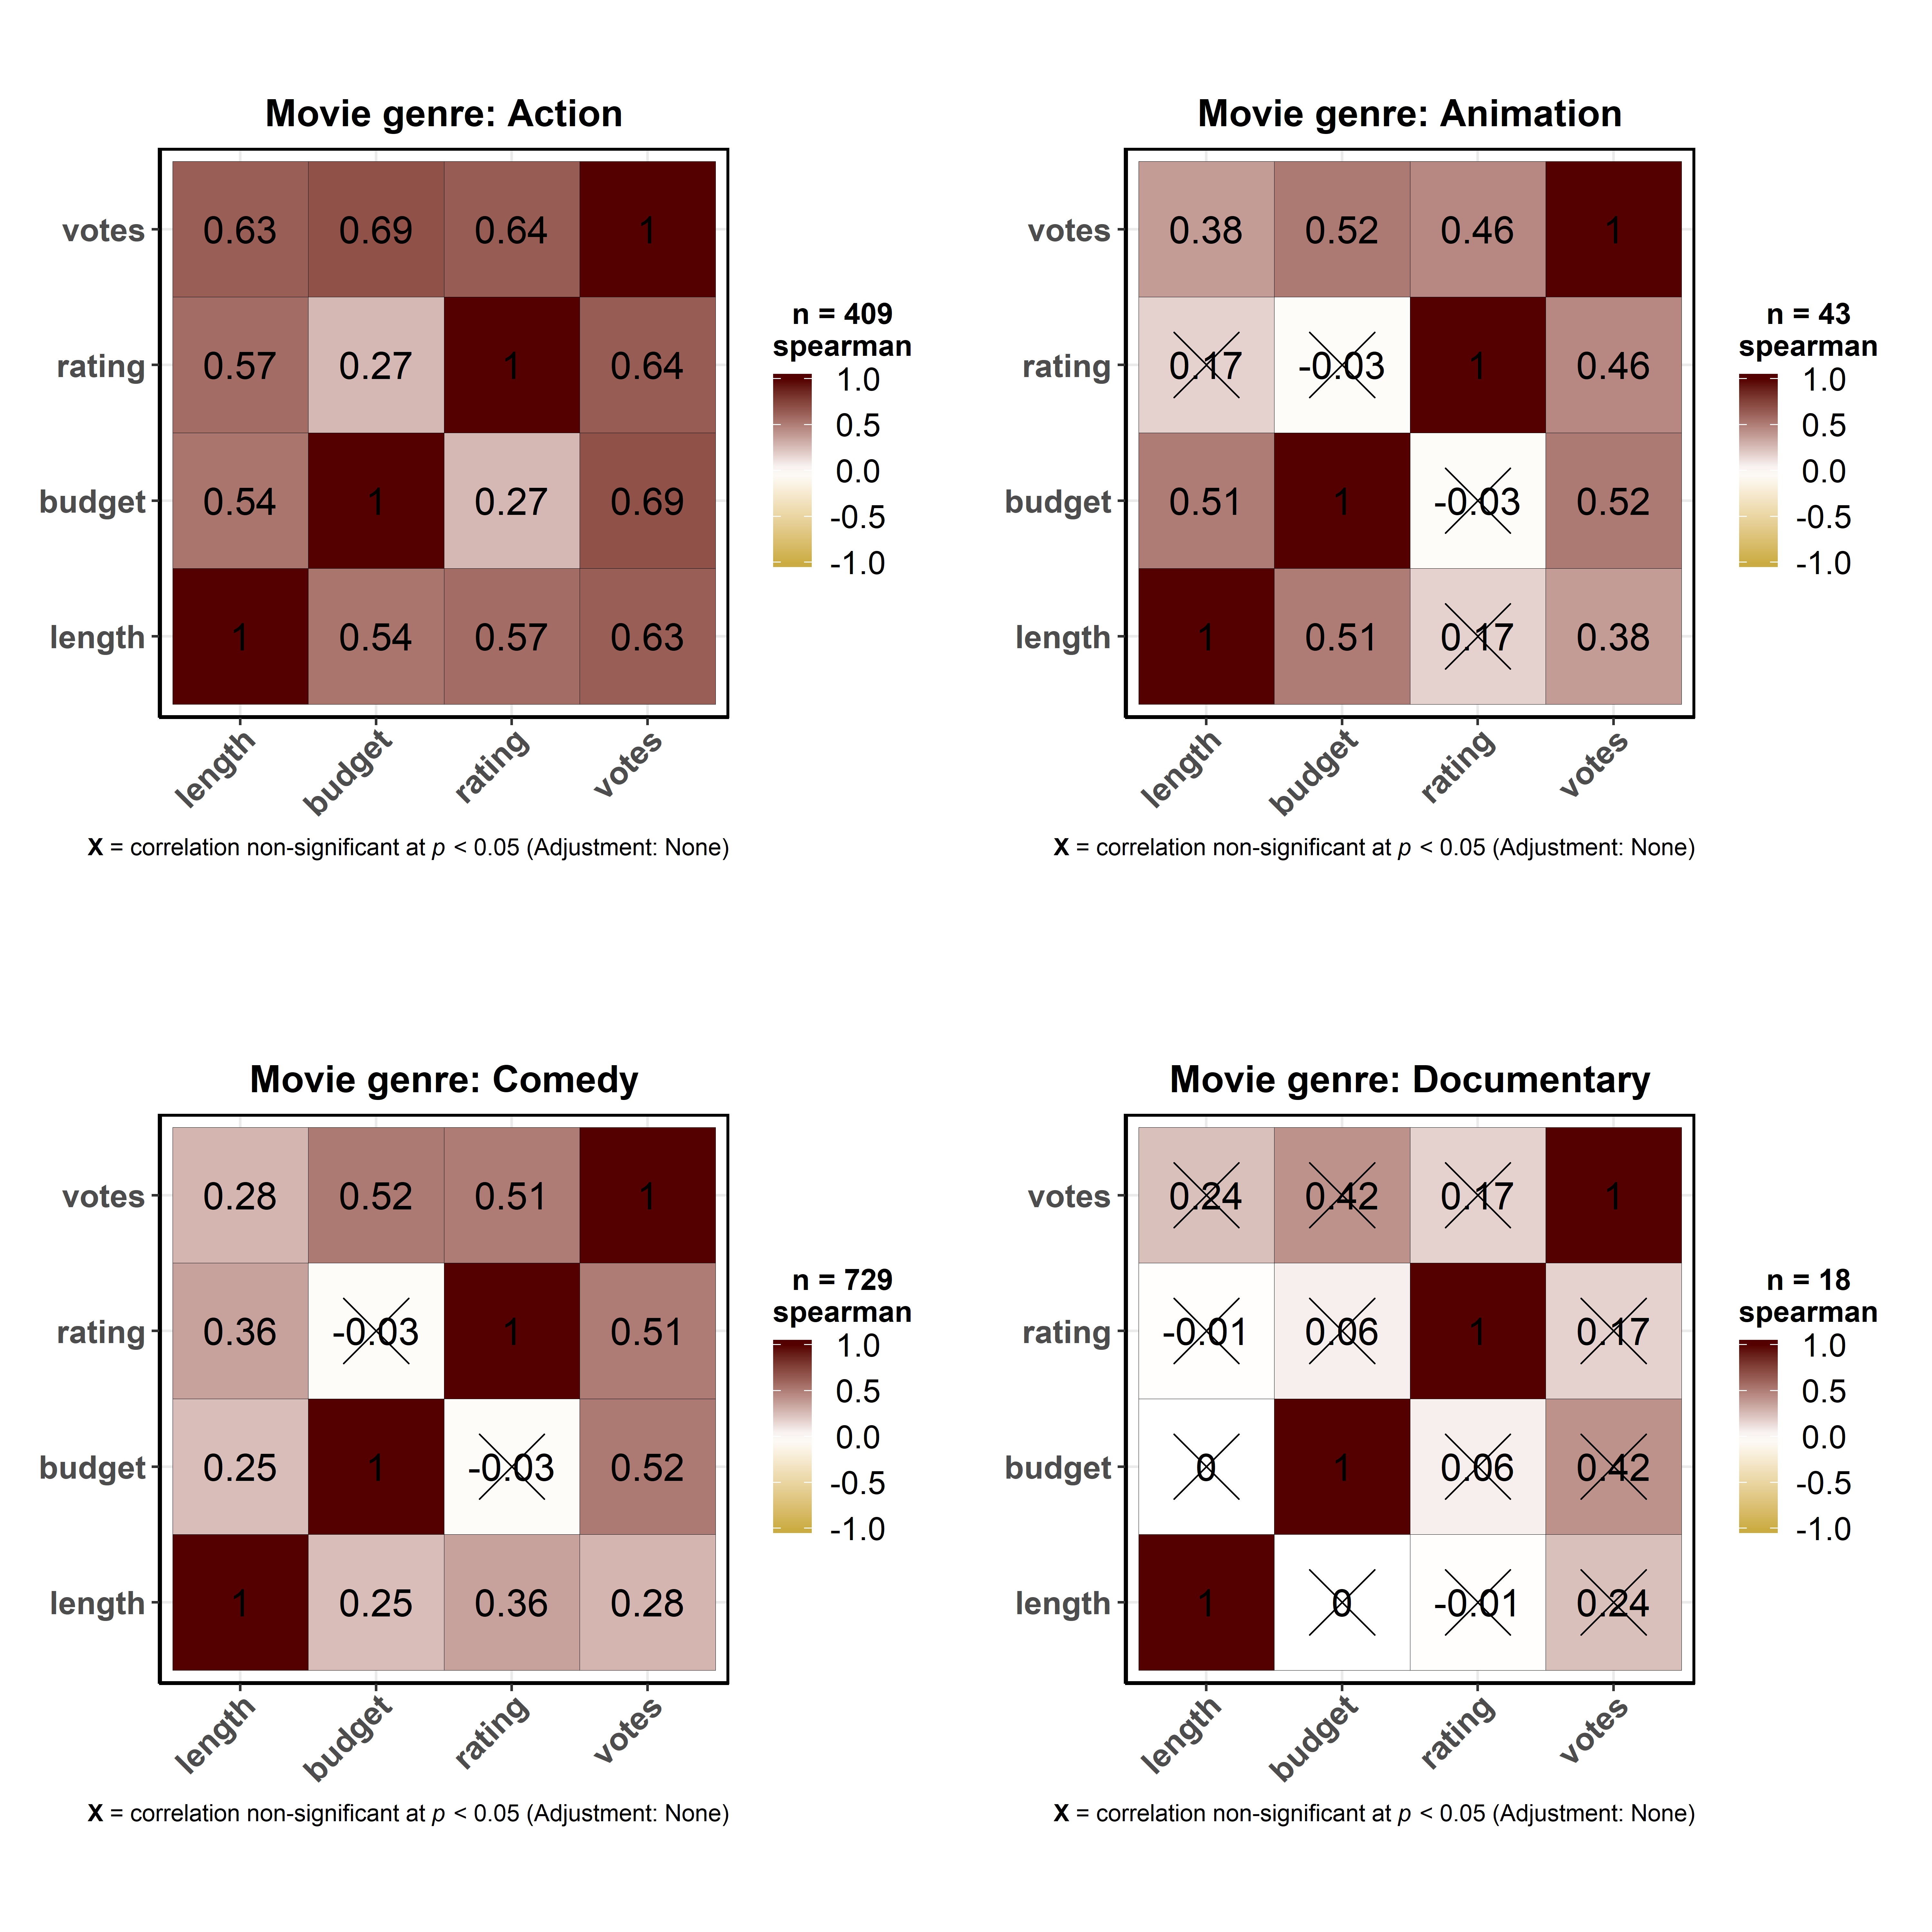 Movie genre: Action
votes 0.63 0.69 0.64 1
rating 0.57 0.27 1 0.64
budget 0.54 1 0.27 0.69
length 1 0.54 0.57 0.63
length budget rating votes
n = 409
spearman
1.0
0.5
0.0
-0.5
-1.0
X = correlation non-significant at p < 0.05 (Adjustment: None)
Movie genre: Animation
votes 0.38 0.52 0.46 1
rating 0.17 -0.03 1 0.46
budget 0.51 1 -0.03 0.52
length 1 0.51 0.17 0.38
length budget rating votes
n = 43
spearman
1.0
0.5
0.0
-0.5
-1.0
X = correlation non-significant at p < 0.05 (Adjustment: None)
Movie genre: Comedy
votes 0.28 0.52 0.51 1
rating 0.36 -0.03 1 0.51
budget 0.25 1 -0.03 0.52
length 1 0.25 0.36 0.28
length budget rating votes
n = 729
spearman
1.0
0.5
0.0
-0.5
-1.0
X = correlation non-significant at p < 0.05 (Adjustment: None)
Movie genre: Documentary
votes 0.24 0.42 0.17 1
rating -0.01 0.06 1 0.17
budget 0 1 0.06 0.42
length 1 0 -0.01 0.24
length budget rating votes
n = 18
spearman
1.0
0.5
0.0
-0.5
-1.0
X = correlation non-significant at p < 0.05 (Adjustment: None)